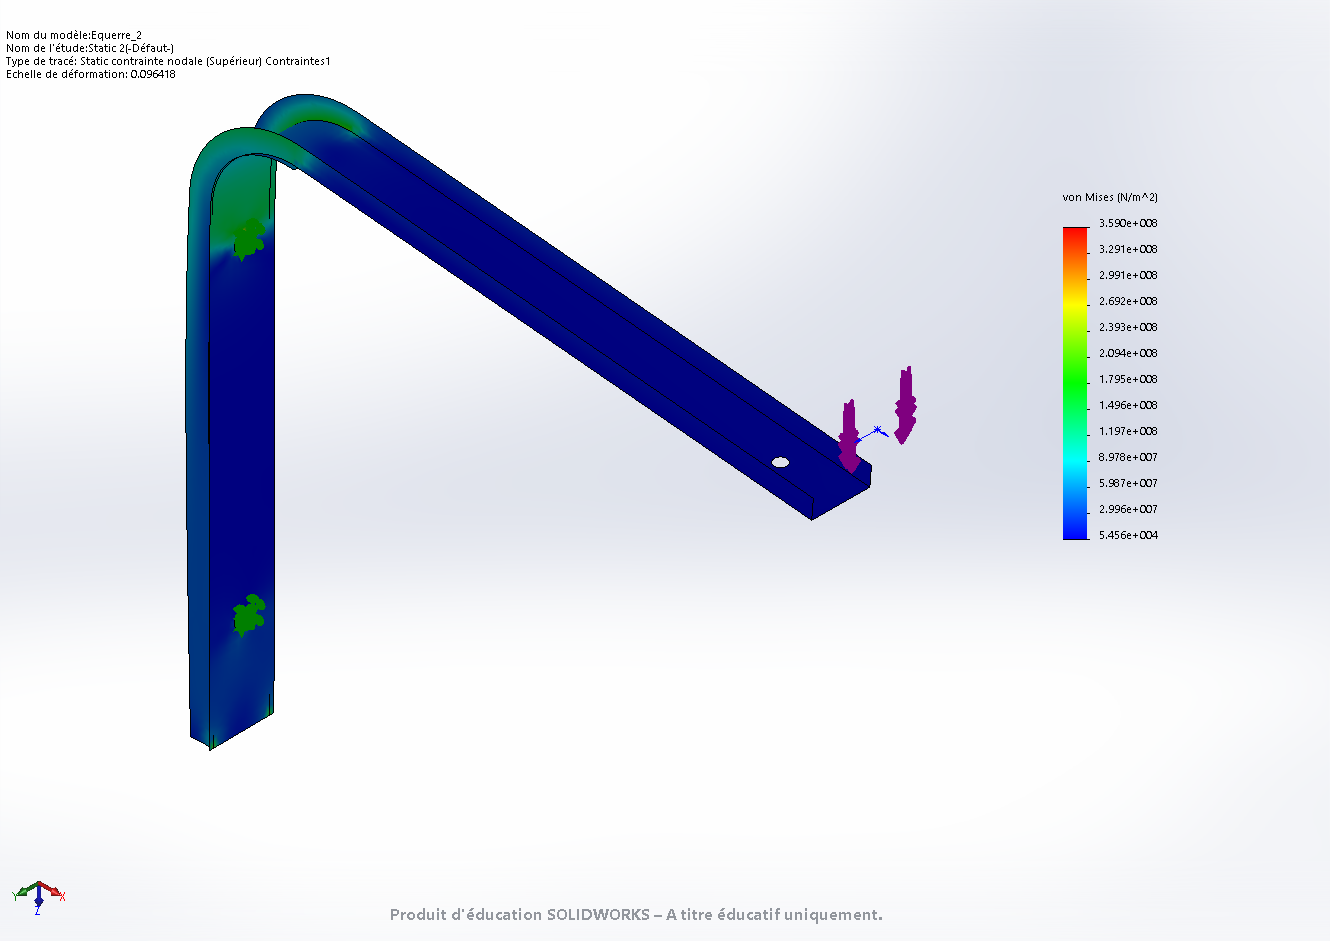 Nom du modèle:Equerre_2
Nom de l'étude:Static 2(-Défaut-)
Type de tracé: Static contrainte nodale (Supérieur) Contraintes1
Echelle de déformation: 0.096418
von Mises (N/m^2)
3.590e+008
3.291e+008
2.991e+008
2.692e+008
2.393e+008
2.094e+008
1.795e+008
1.496e+008
1.197e+008
8.978e+007
5.987e+007
2.996e+007
5.456e+004
Y
X
Z
Produit d'éducation SOLIDWORKS – A titre éducatif uniquement.